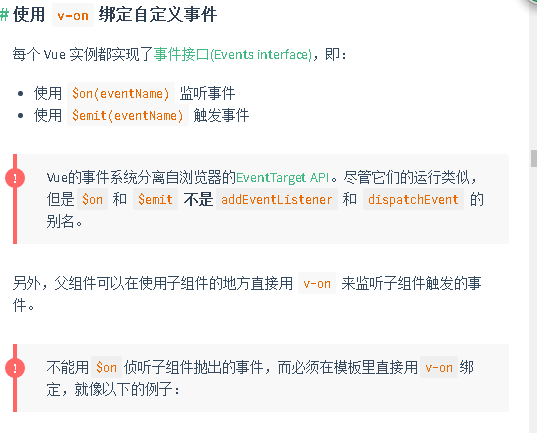 # 使用 v-on 绑定自定义事件
每个 Vue 实例都实现了事件接口(Events interface)，即：
使用 $on(eventName) 监听事件
使用 $emit(eventName) 触发事件
Vue的事件系统分离自浏览器的EventTarget API。尽管它们的运行类似，
但是 $on 和 $emit 不是 addEventListener 和 dispatchEvent 的
别名。
另外，父组件可以在使用子组件的地方直接用 v-on 来监听子组件触发的事
件。
不能用 $on 侦听子组件抛出的事件，而必须在模板里直接用 v-on 绑
定，就像以下的例子：